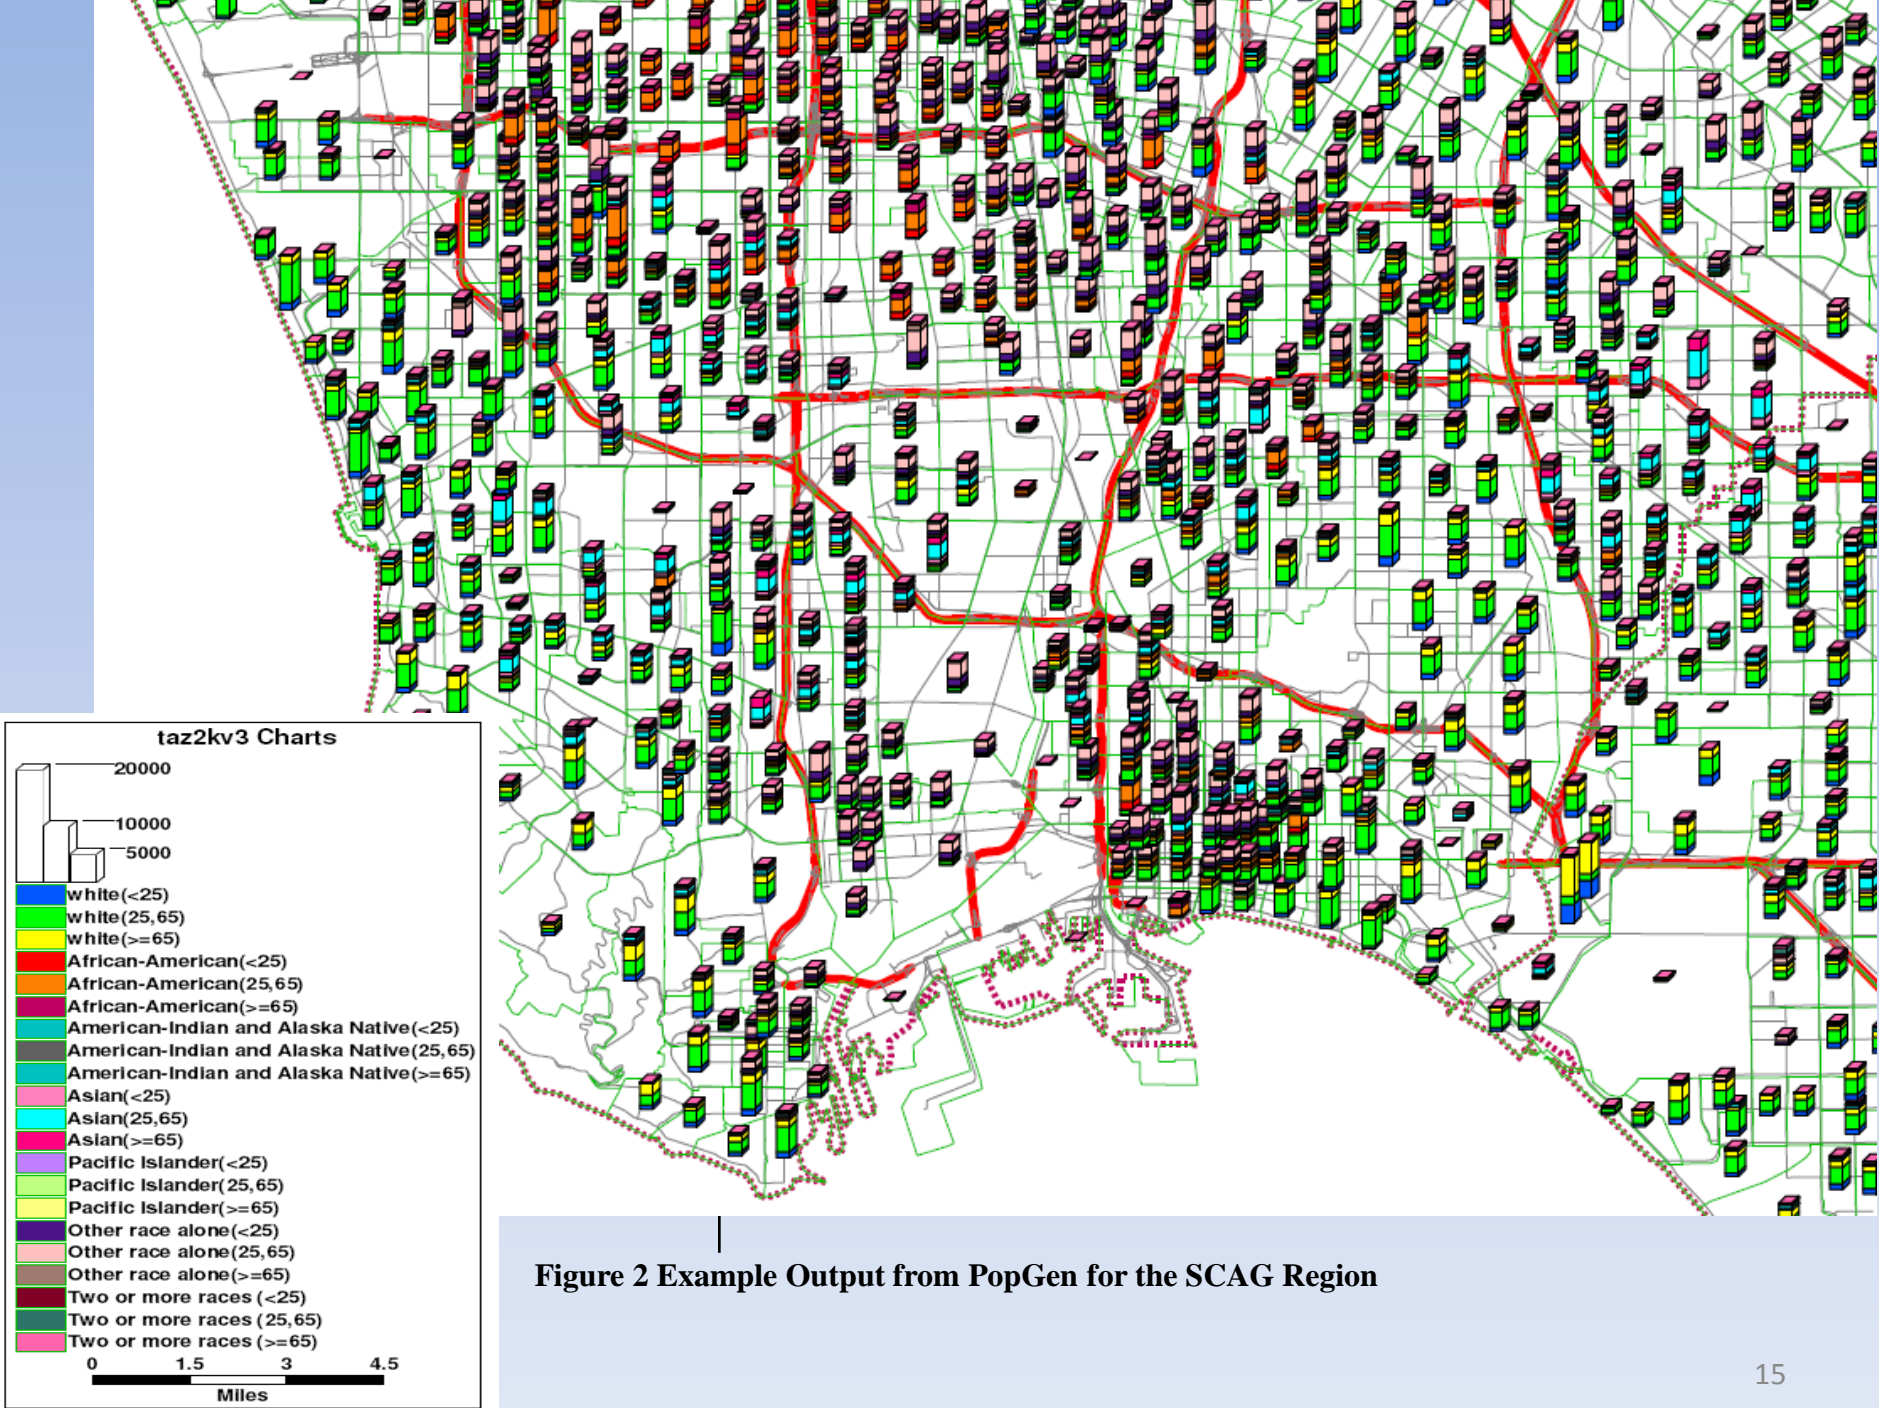 taz2kv3 Charts
20000
10000
5000
white(<25)
white(25,65)
white(>=65)
African-American(<25)
African-American(25,65)
African-American(>=65)
American-Indian and Alaska Native(<25)
American-Indian and Alaska Native(25,65)
American-Indian and Alaska Native(>=65)
Asian(<25)
Asian(25,65)
Asian(>=65)
Pacific Islander(<25)
Pacific Islander(25,65)
Pacific Islander(>=65)
Other race alone(<25)
Other race alone(25,65)
Other race alone(>=65)
Two or more races (<25)
Two or more races (25,65)
Two or more races (>=65)
0 1.5 3 4.5
Miles
Figure 2 Example Output from PopGen for the SCAG Region
15